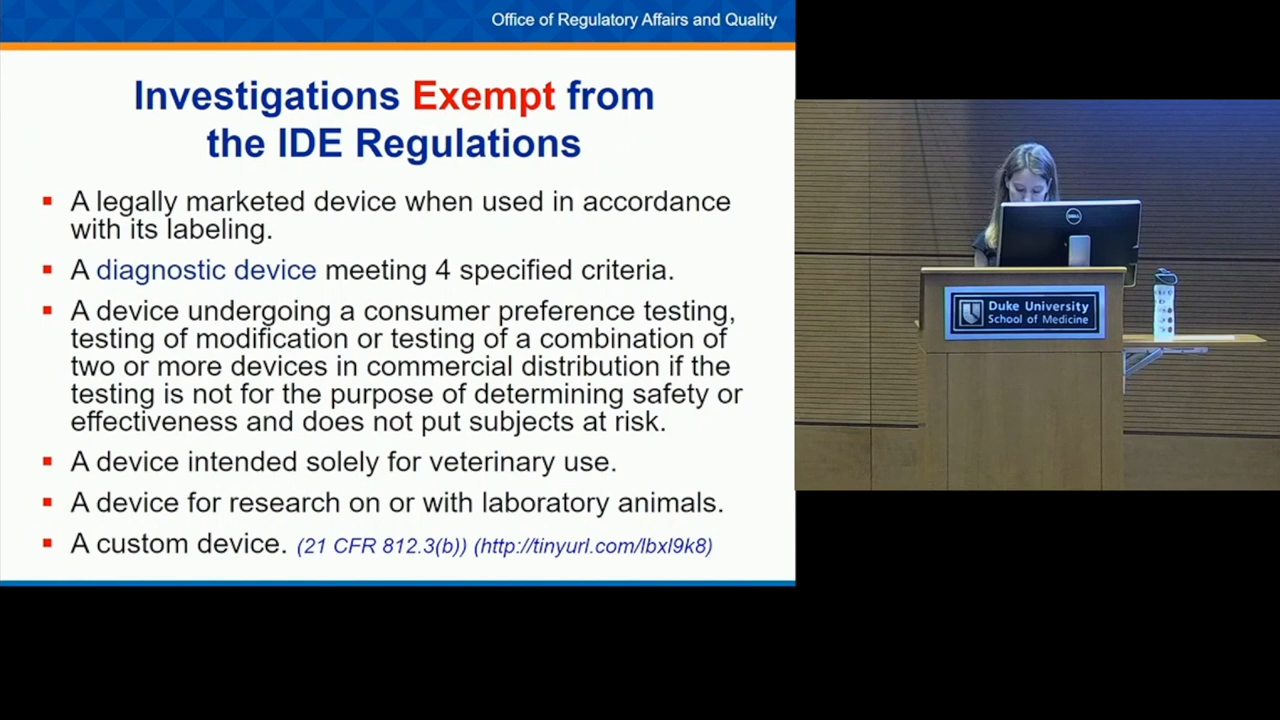 Office of Regulatory Affairs and Quality
Investigations Exempt from
the IDE Regulations
▪ A legally marketed device when used in accordance
with its labeling.
▪ A diagnostic device meeting 4 specified criteria.
▪ A device undergoing a consumer preference testing,
testing of modification or testing of a combination of
two or more devices in commercial distribution if the
testing is not for the purpose of determining safety or
effectiveness and does not put subjects at risk.
▪ A device intended solely for veterinary use.
▪ A device for research on or with laboratory animals.
▪ A custom device. (21 CFR 812.3(b)) (http://tinyurl.com/lbxl9k8)
DELL
Duke University
School of Medicine